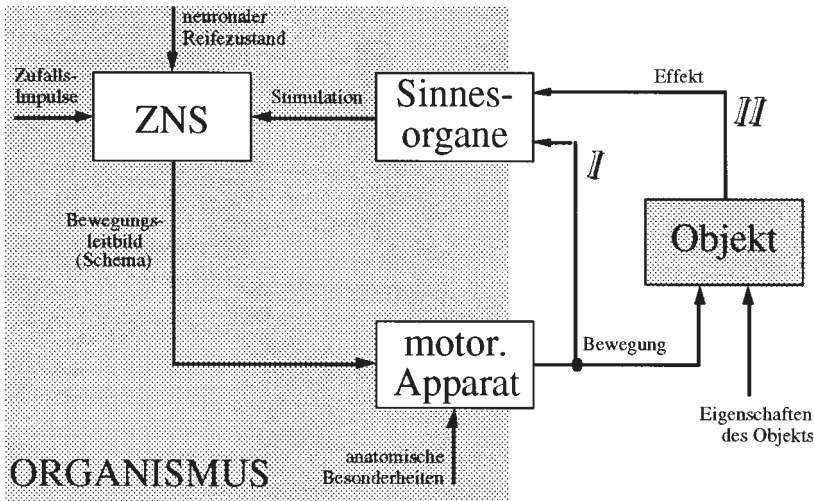 neuronaler
Reifezustand
Zufalls-
Impulse
ZNS
Stimulation
Sinnes-
organe
Effekt
II
I
Bewegungs-
leitbild
(Schema)
Objekt
motor.
Apparat
Bewegung
Eigenschaften
des Objekts
anatomische
Besonderheiten
ORGANISMUS